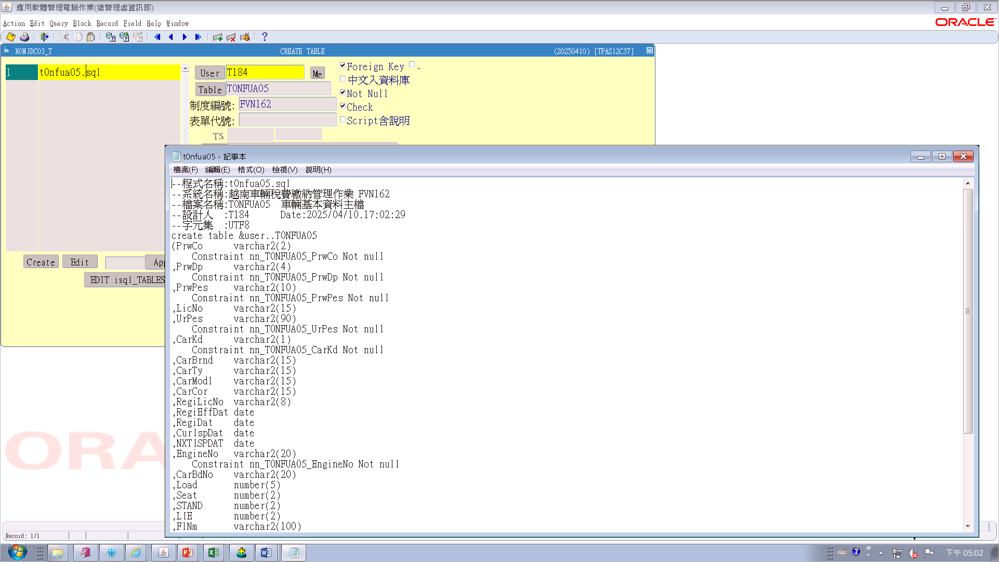 應用軟體管理電腦作業(總管理處資訊部)
Action Edit Query Block Record Field Help Window
ORACLE
HONJDC03_T CREATE TABLE (20250410) [TPAS12C37]
1 t0nfua05.sql
User T184 Me
Table T0NFUA05
制度編號: FVN162
表單代號:
TS
Foreign Key .
中文入資料庫
Not Null
Check
Script含說明
Create Edit App
EDIT isql_TABLES
t0nfua05 - 記事本
檔案(F) 編輯(E) 格式(O) 檢視(V) 說明(H)
--程式名稱:t0nfua05.sql
--系統名稱:越南車輛稅費繳納管理作業 FVN162
--檔案名稱:T0NFUA05 車輛基本資料主檔
--設計人 :T184 Date:2025/04/10.17:02:29
--字元集 :UTF8
create table &user..T0NFUA05
(PrwCo varchar2(2)
Constraint nn_T0NFUA05_PrwCo Not null
,PrwDp varchar2(4)
Constraint nn_T0NFUA05_PrwDp Not null
,PrwPes varchar2(10)
Constraint nn_T0NFUA05_PrwPes Not null
,LicNo varchar2(15)
,UrPes varchar2(90)
Constraint nn_T0NFUA05_UrPes Not null
,CarKd varchar2(1)
Constraint nn_T0NFUA05_CarKd Not null
,CarBrnd varchar2(15)
,CarTy varchar2(15)
,CarModl varchar2(15)
,CarCor varchar2(15)
,RegiLicNo varchar2(8)
,RegiEffDat date
,RegiDat date
,CurIspDat date
,NXTISPDAT date
,EngineNo varchar2(20)
Constraint nn_T0NFUA05_EngineNo Not null
,CarBdNo varchar2(20)
,Load number(5)
,Seat number(2)
,STAND number(2)
,LIE number(2)
,FlNm varchar2(100)
ORA
Record: 1/1
下午 05:02